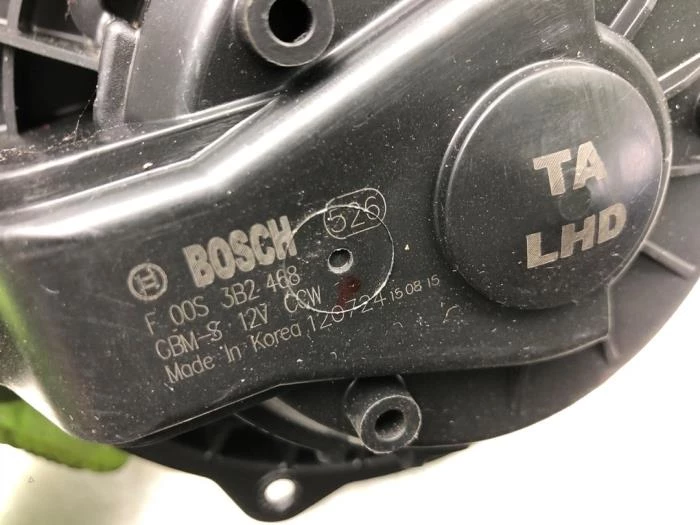 BOSCH 526
F 00S 3B2 468
GBM-S 12V CCW
Made In Korea 120724 15 08 15
TA
LHD